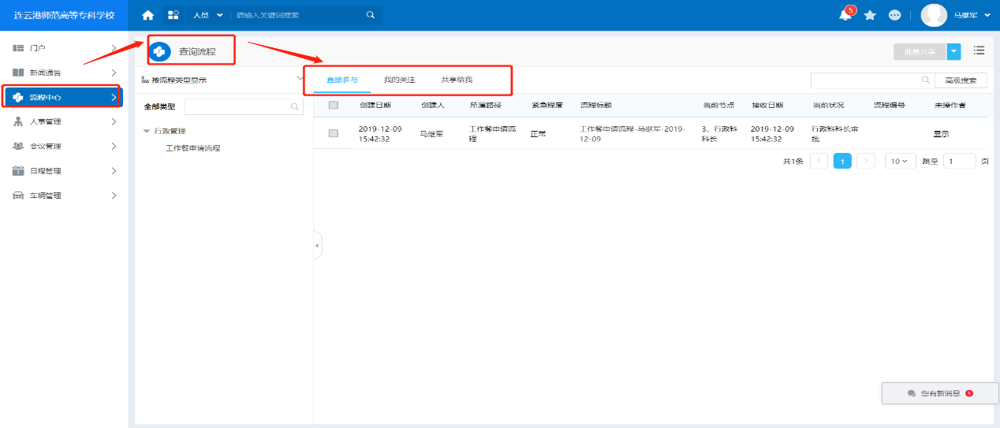 连云港师范高等专科学校
人员
请输入关键词搜索
5
马继军
门户
新闻通告
流程中心
人事管理
会议管理
日程管理
车辆管理
查询流程
批量共享
按流程类型显示
全部类型
行政管理
工作餐申请流程
直接参与 我的关注 共享给我
高级搜索
创建日期 创建人 所属路径 紧急程度 流程标题 当前节点 接收日期 当前状况 流程编号 未操作者
2019-12-09 15:42:32 马继军 工作餐申请流程 正常 工作餐申请流程-马继军-2019-12-09 3、行政科科长 2019-12-09 15:42:32 行政科科长审批 显示
共1条 1 10 跳至 1 页
您有新消息 5